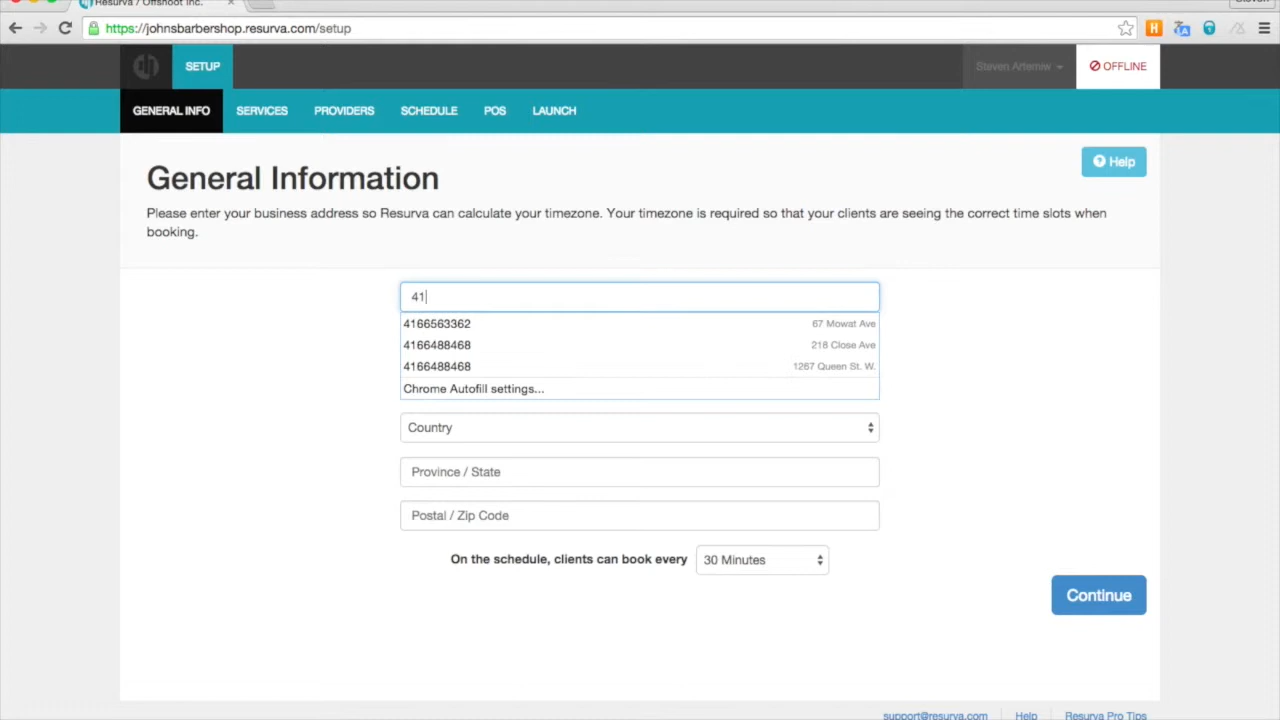 Resurva / Offshoot Inc.
Steven
https://johnsbarbershop.resurva.com/setup
SETUP
Steven Artemiw
OFFLINE
GENERAL INFO
SERVICES
PROVIDERS
SCHEDULE
POS
LAUNCH
Help
General Information
Please enter your business address so Resurva can calculate your timezone. Your timezone is required so that your clients are seeing the correct time slots when
booking.
41
4166563362 67 Mowat Ave
4166488468 218 Close Ave
4166488468 1267 Queen St. W.
Chrome Autofill settings...
Country
Province / State
Postal / Zip Code
On the schedule, clients can book every 30 Minutes
Continue
support@resurva.com Help Resurva Pro Tips